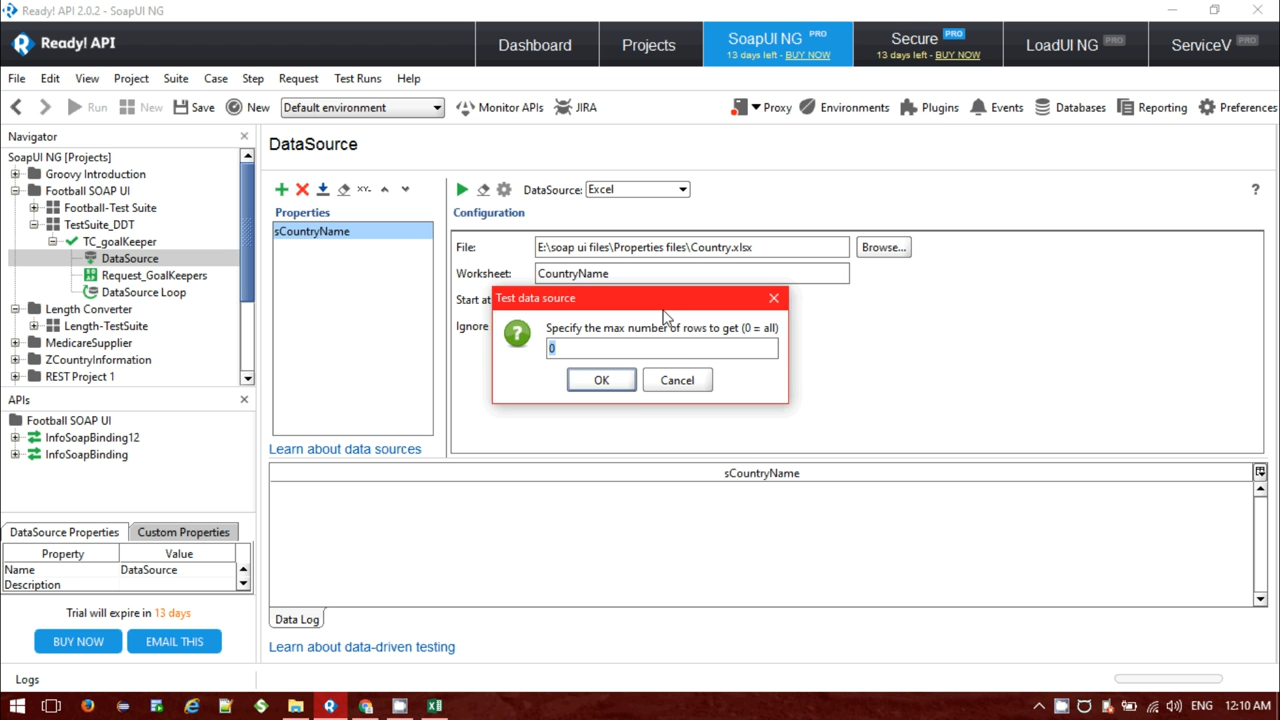 Ready! API 2.0.2 - SoapUI NG
Ready! API
Dashboard
Projects
SoapUI NG PRO
13 days left - BUY NOW
Secure PRO
13 days left - BUY NOW
LoadUI NG PRO
ServiceV PRO
File Edit View Project Suite Case Step Request Test Runs Help
Run New Save New Default environment Monitor APIs JIRA Proxy Environments Plugins Events Databases Reporting Preferences
Navigator
SoapUI NG [Projects]
Groovy Introduction
Football SOAP UI
Football-Test Suite
TestSuite_DDT
TC_goalKeeper
DataSource
Request_GoalKeepers
DataSource Loop
Length Converter
Length-TestSuite
MedicareSupplier
ZCountryInformation
REST Project 1
APIs
Football SOAP UI
InfoSoapBinding12
InfoSoapBinding
DataSource Properties Custom Properties
Property Value
Name DataSource
Description
Trial will expire in 13 days
BUY NOW EMAIL THIS
Logs
DataSource
XY-
DataSource: Excel
?
Properties
sCountryName
Learn about data sources
Configuration
File: E:\soap ui files\Properties files\Country.xlsx Browse...
Worksheet: CountryName
Start at
Ignore
Test data source
?
Specify the max number of rows to get (0 = all)
0
OK Cancel
sCountryName
Data Log
Learn about data-driven testing
ENG 12:10 AM